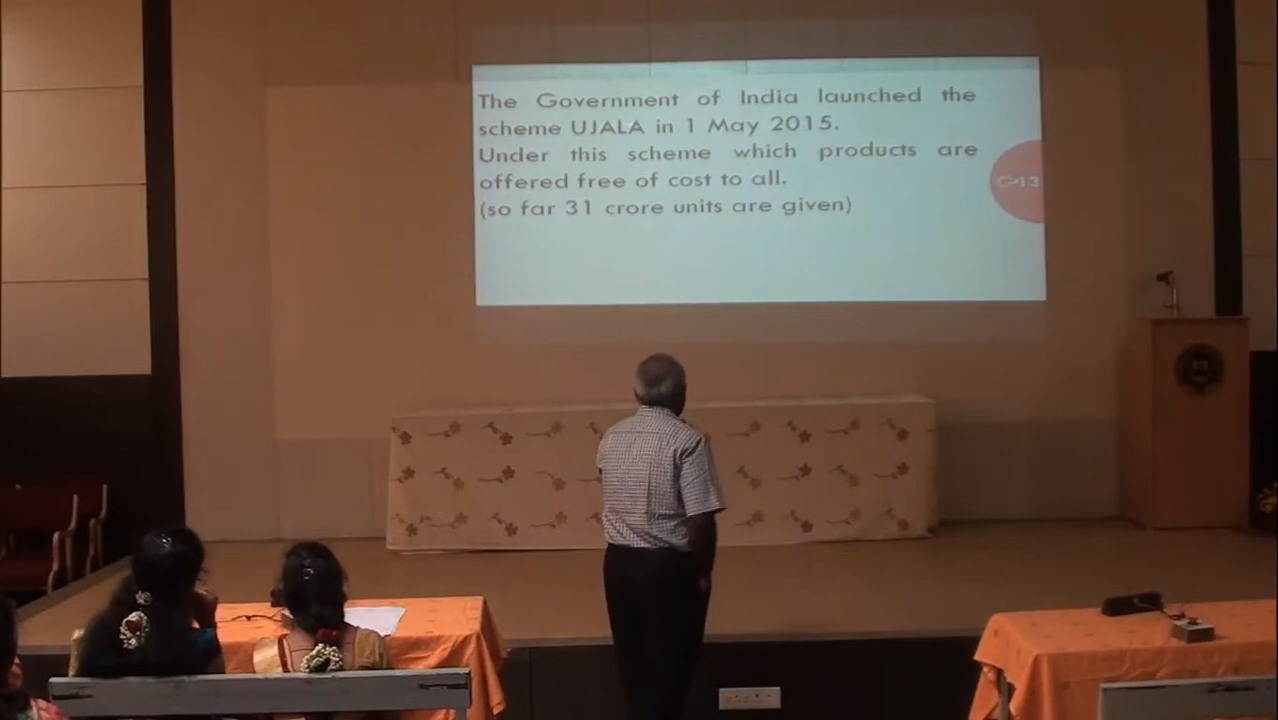 The Government of India launched the
scheme UJALA in 1 May 2015.
Under this scheme which products are
offered free of cost to all.
(so far 31 crore units are given)
13